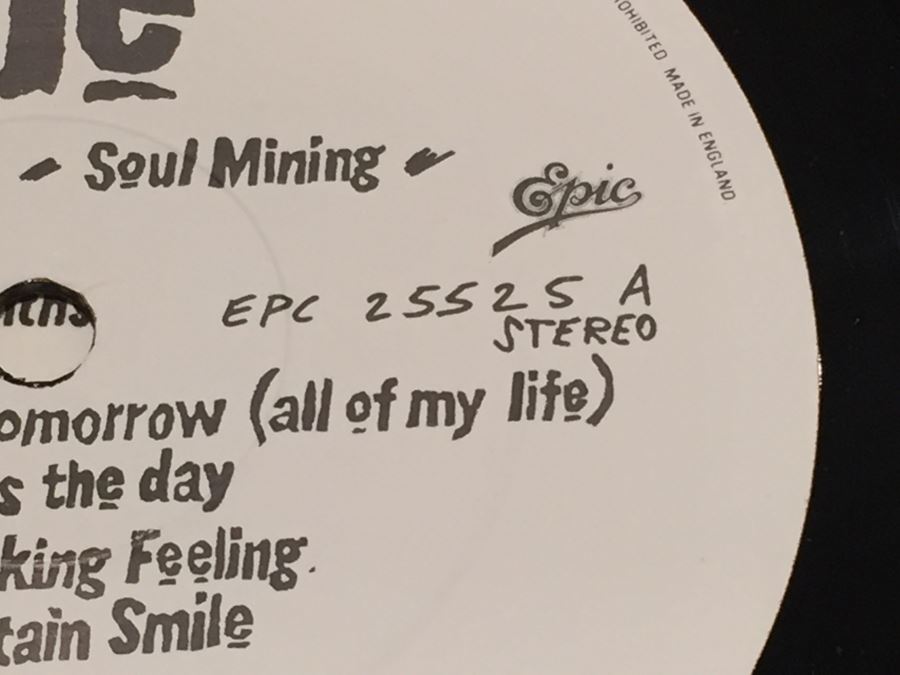 PROHIBITED MADE IN ENGLAND
- Soul Mining -
Epic
EPC 25525 A
STEREO
omorrow (all of my life)
s the day
king Feeling.
tain Smile